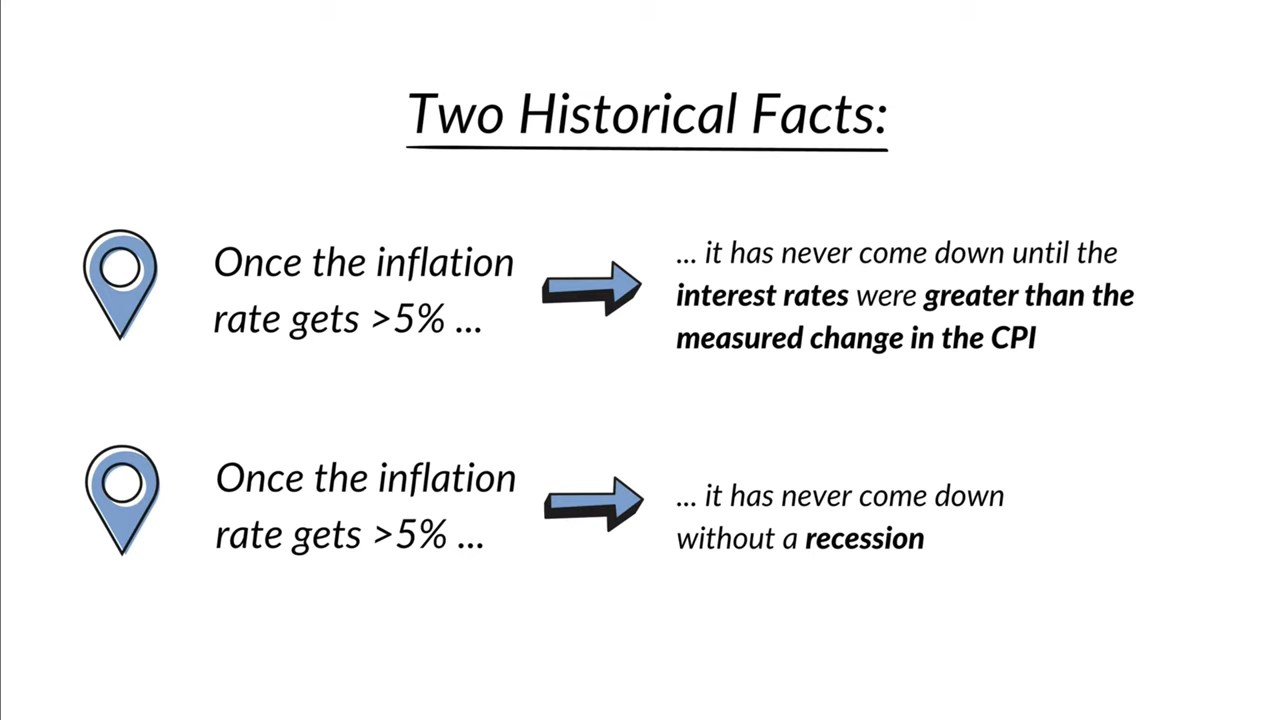 Two Historical Facts:
Once the inflation
rate gets >5% ...
... it has never come down until the
interest rates were greater than the
measured change in the CPI
Once the inflation
rate gets >5% ...
... it has never come down
without a recession